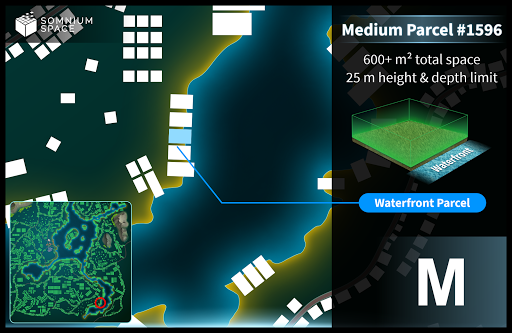 SOMNIUM
SPACE
Medium Parcel #1596
600+ m² total space
25 m height & depth limit
Waterfront
Waterfront Parcel
M